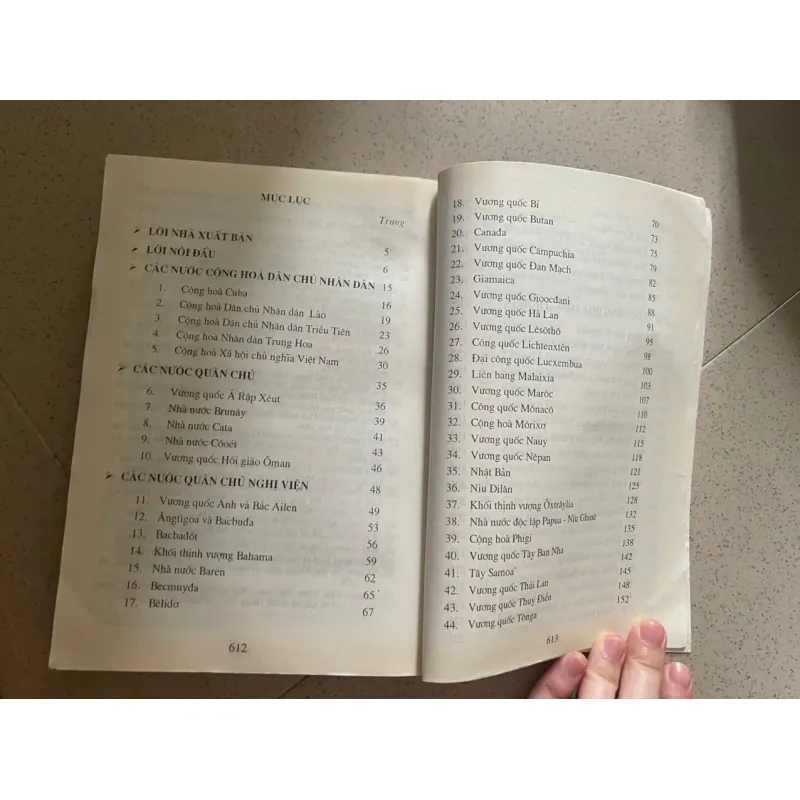 MỤC LỤC
Trang
➢ LỜI NHÀ XUẤT BẢN 5
➢ LỜI NÓI ĐẦU 6
➢ CÁC NƯỚC CỘNG HOÀ DÂN CHỦ NHÂN DÂN 15
1. Cộng hoà Cuba 16
2. Cộng hoà Dân chủ Nhân dân Lào 19
3. Cộng hoà Dân chủ Nhân dân Triều Tiên 23
4. Cộng hoà Nhân dân Trung Hoa 26
5. Cộng hoà Xã hội chủ nghĩa Việt Nam 30
➢ CÁC NƯỚC QUÂN CHỦ 35
6. Vương quốc Ả Rập Xêut 36
7. Nhà nước Brunây 39
8. Nhà nước Cata 41
9. Nhà nước Côoét 43
10. Vương quốc Hồi giáo Ôman 46
➢ CÁC NƯỚC QUÂN CHỦ NGHỊ VIỆN 48
11. Vương quốc Anh và Bắc Ailen 49
12. Ăngtigoa và Bacbuđa 53
13. Bacbađốt 56
14. Khối thịnh vượng Bahama 59
15. Nhà nước Baren 62
16. Becmuyđa 65
17. Bêlidơ 67
612
18. Vương quốc Bỉ 70
19. Vương quốc Butan 73
20. Canađa 75
21. Vương quốc Cămpuchia 79
22. Vương quốc Đan Mạch 82
23. Giamaica 85
24. Vương quốc Gioocđani 88
25. Vương quốc Hà Lan 91
26. Vương quốc Lêsôthô 95
27. Công quốc Lichtenxtên 98
28. Đại công quốc Lucxembua 100
29. Liên bang Malaixia 103
30. Vương quốc Marôc 107
31. Công quốc Mônacô 110
32. Cộng hoà Môrixơ 112
33. Vương quốc Nauy 115
34. Vương quốc Nêpan 118
35. Nhật Bản 121
36. Niu Dilân 125
37. Khối thịnh vượng Ôxtrâylia 128
38. Nhà nước độc lập Papua - Niu Ghinê 132
39. Cộng hoà Phigi 135
40. Vương quốc Tây Ban Nha 138
41. Tây Samoa 142
42. Vương quốc Thái Lan 145
43. Vương quốc Thuỵ Điển 148
44. Vương quốc Tônga 152
613